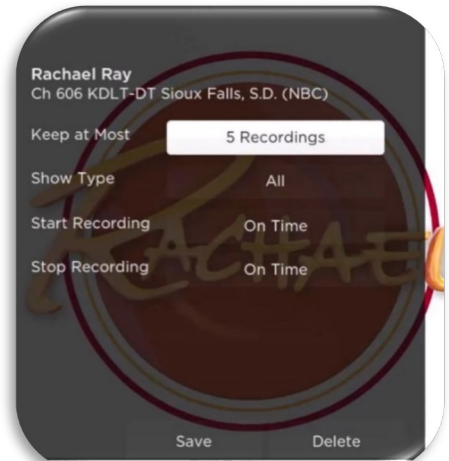 Rachael Ray
Ch 606 KDLT-DT Sioux Falls, S.D. (NBC)
Keep at Most 5 Recordings
Show Type All
Start Recording On Time
Stop Recording On Time
RACHAE
Save Delete